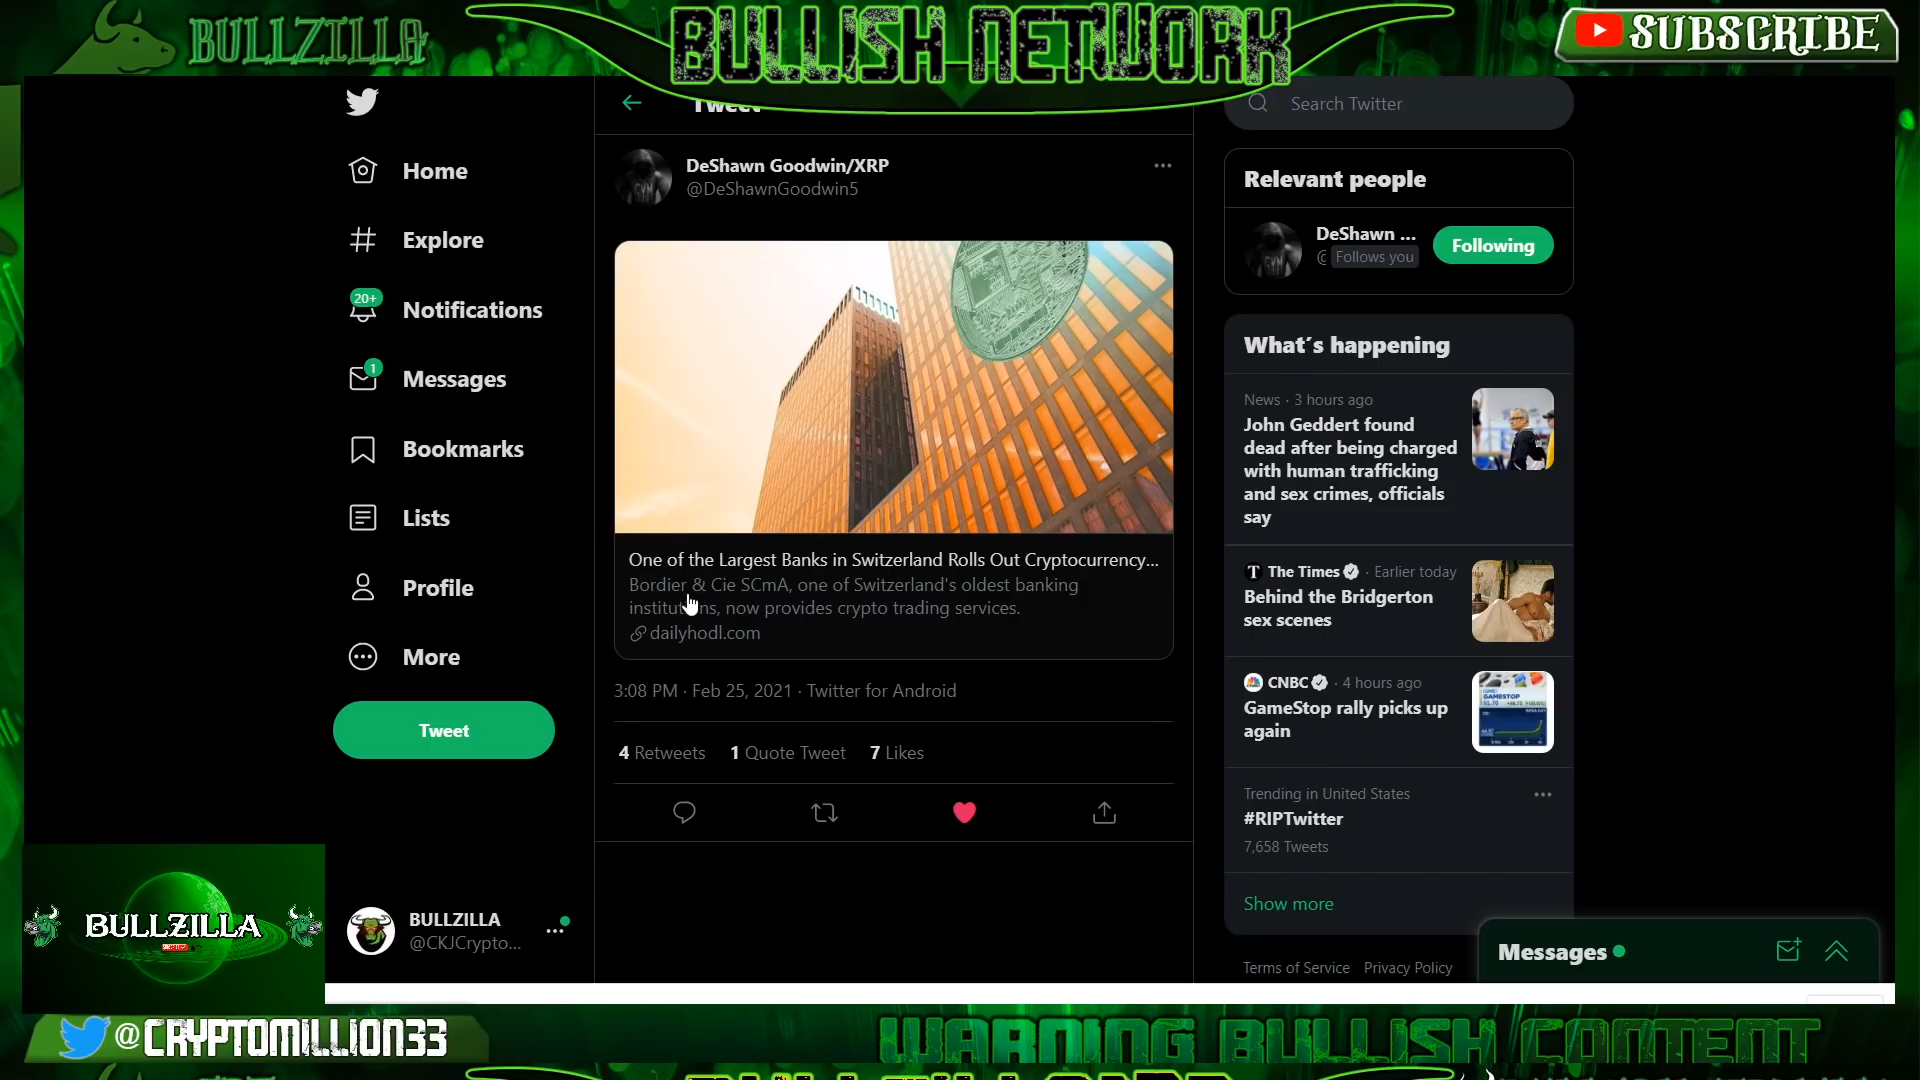 BULLZILLA
BULLISH NETWORK
SUBSCRIBE
Tweet
Search Twitter
Home
Explore
20+
Notifications
1
Messages
Bookmarks
Lists
Profile
More
Tweet
BULLZILLA
@CKJCrypto...
DeShawn Goodwin/XRP
@DeShawnGoodwin5
One of the Largest Banks in Switzerland Rolls Out Cryptocurrency...
Bordier & Cie SCmA, one of Switzerland's oldest banking
institutions, now provides crypto trading services.
dailyhodl.com
3:08 PM · Feb 25, 2021 · Twitter for Android
4 Retweets 1 Quote Tweet 7 Likes
Relevant people
DeShawn ...
@ Follows you
Following
What's happening
News · 3 hours ago
John Geddert found
dead after being charged
with human trafficking
and sex crimes, officials
say
The Times · Earlier today
Behind the Bridgerton
sex scenes
CNBC · 4 hours ago
GameStop rally picks up
again
GAMESTOP
Trending in United States
#RIPTwitter
7,658 Tweets
Show more
Terms of Service Privacy Policy
Messages
BULLZILLA
@CRYPTOMILLION33
WARNING BULLISH CONTENT